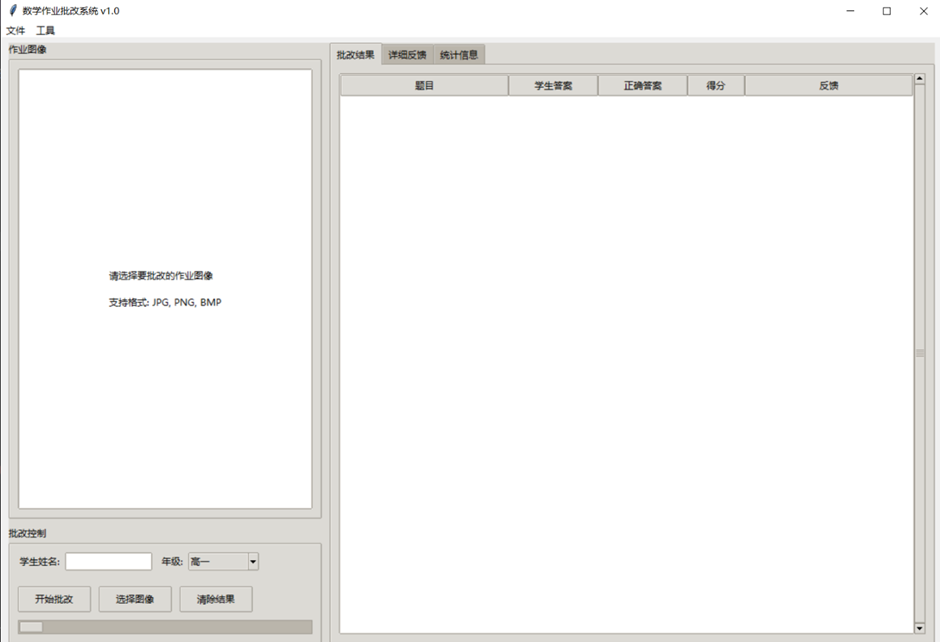 数学作业批改系统 v1.0
文件 工具
作业图像
请选择要批改的作业图像
支持格式: JPG, PNG, BMP
批改控制
学生姓名: 年级: 高一
开始批改 选择图像 清除结果
批改结果 详细反馈 统计信息
题目 学生答案 正确答案 得分 反馈